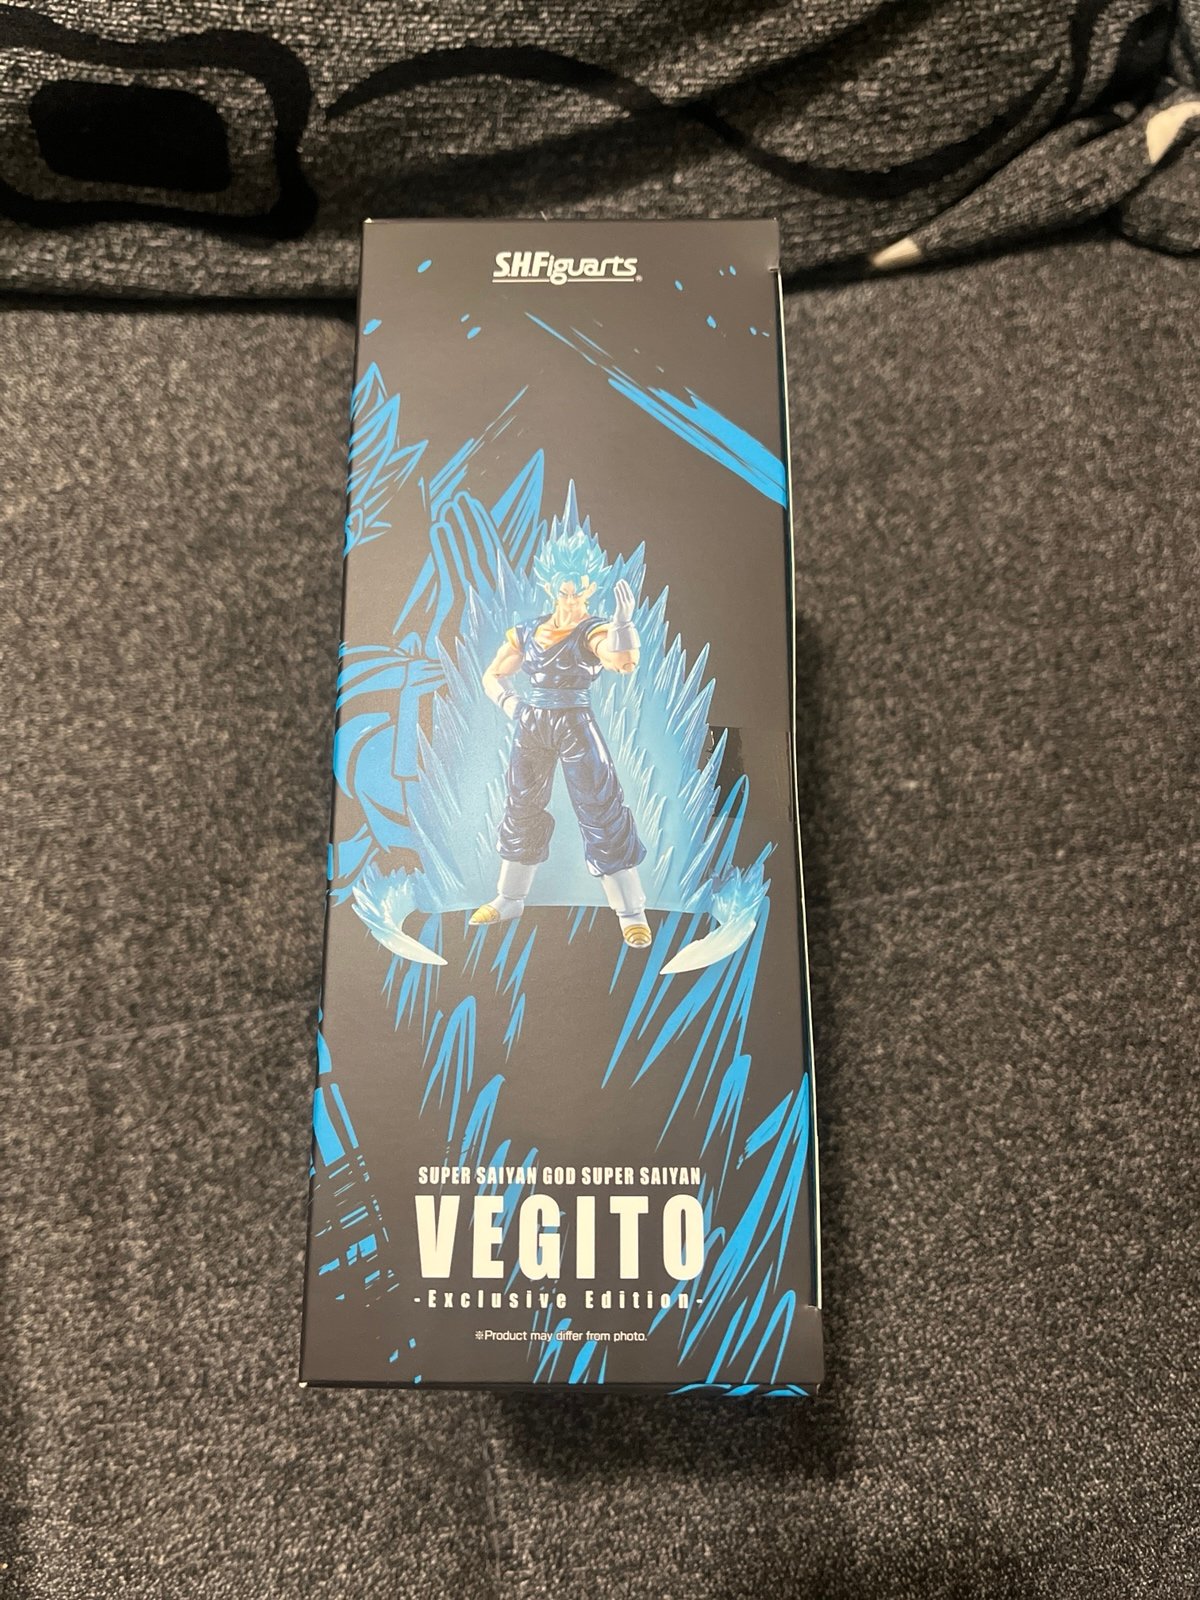 S.H.Figuarts
SUPER SAIYAN GOD SUPER SAIYAN
VEGITO
-Exclusive Edition-
※Product may differ from photo.